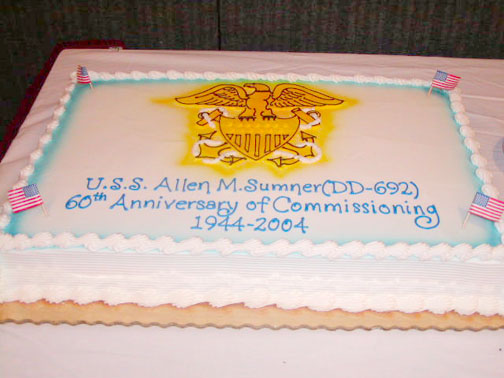 U.S.S. Allen M. Sumner (DD-692)
60th Anniversary of Commissioning
1944-2004